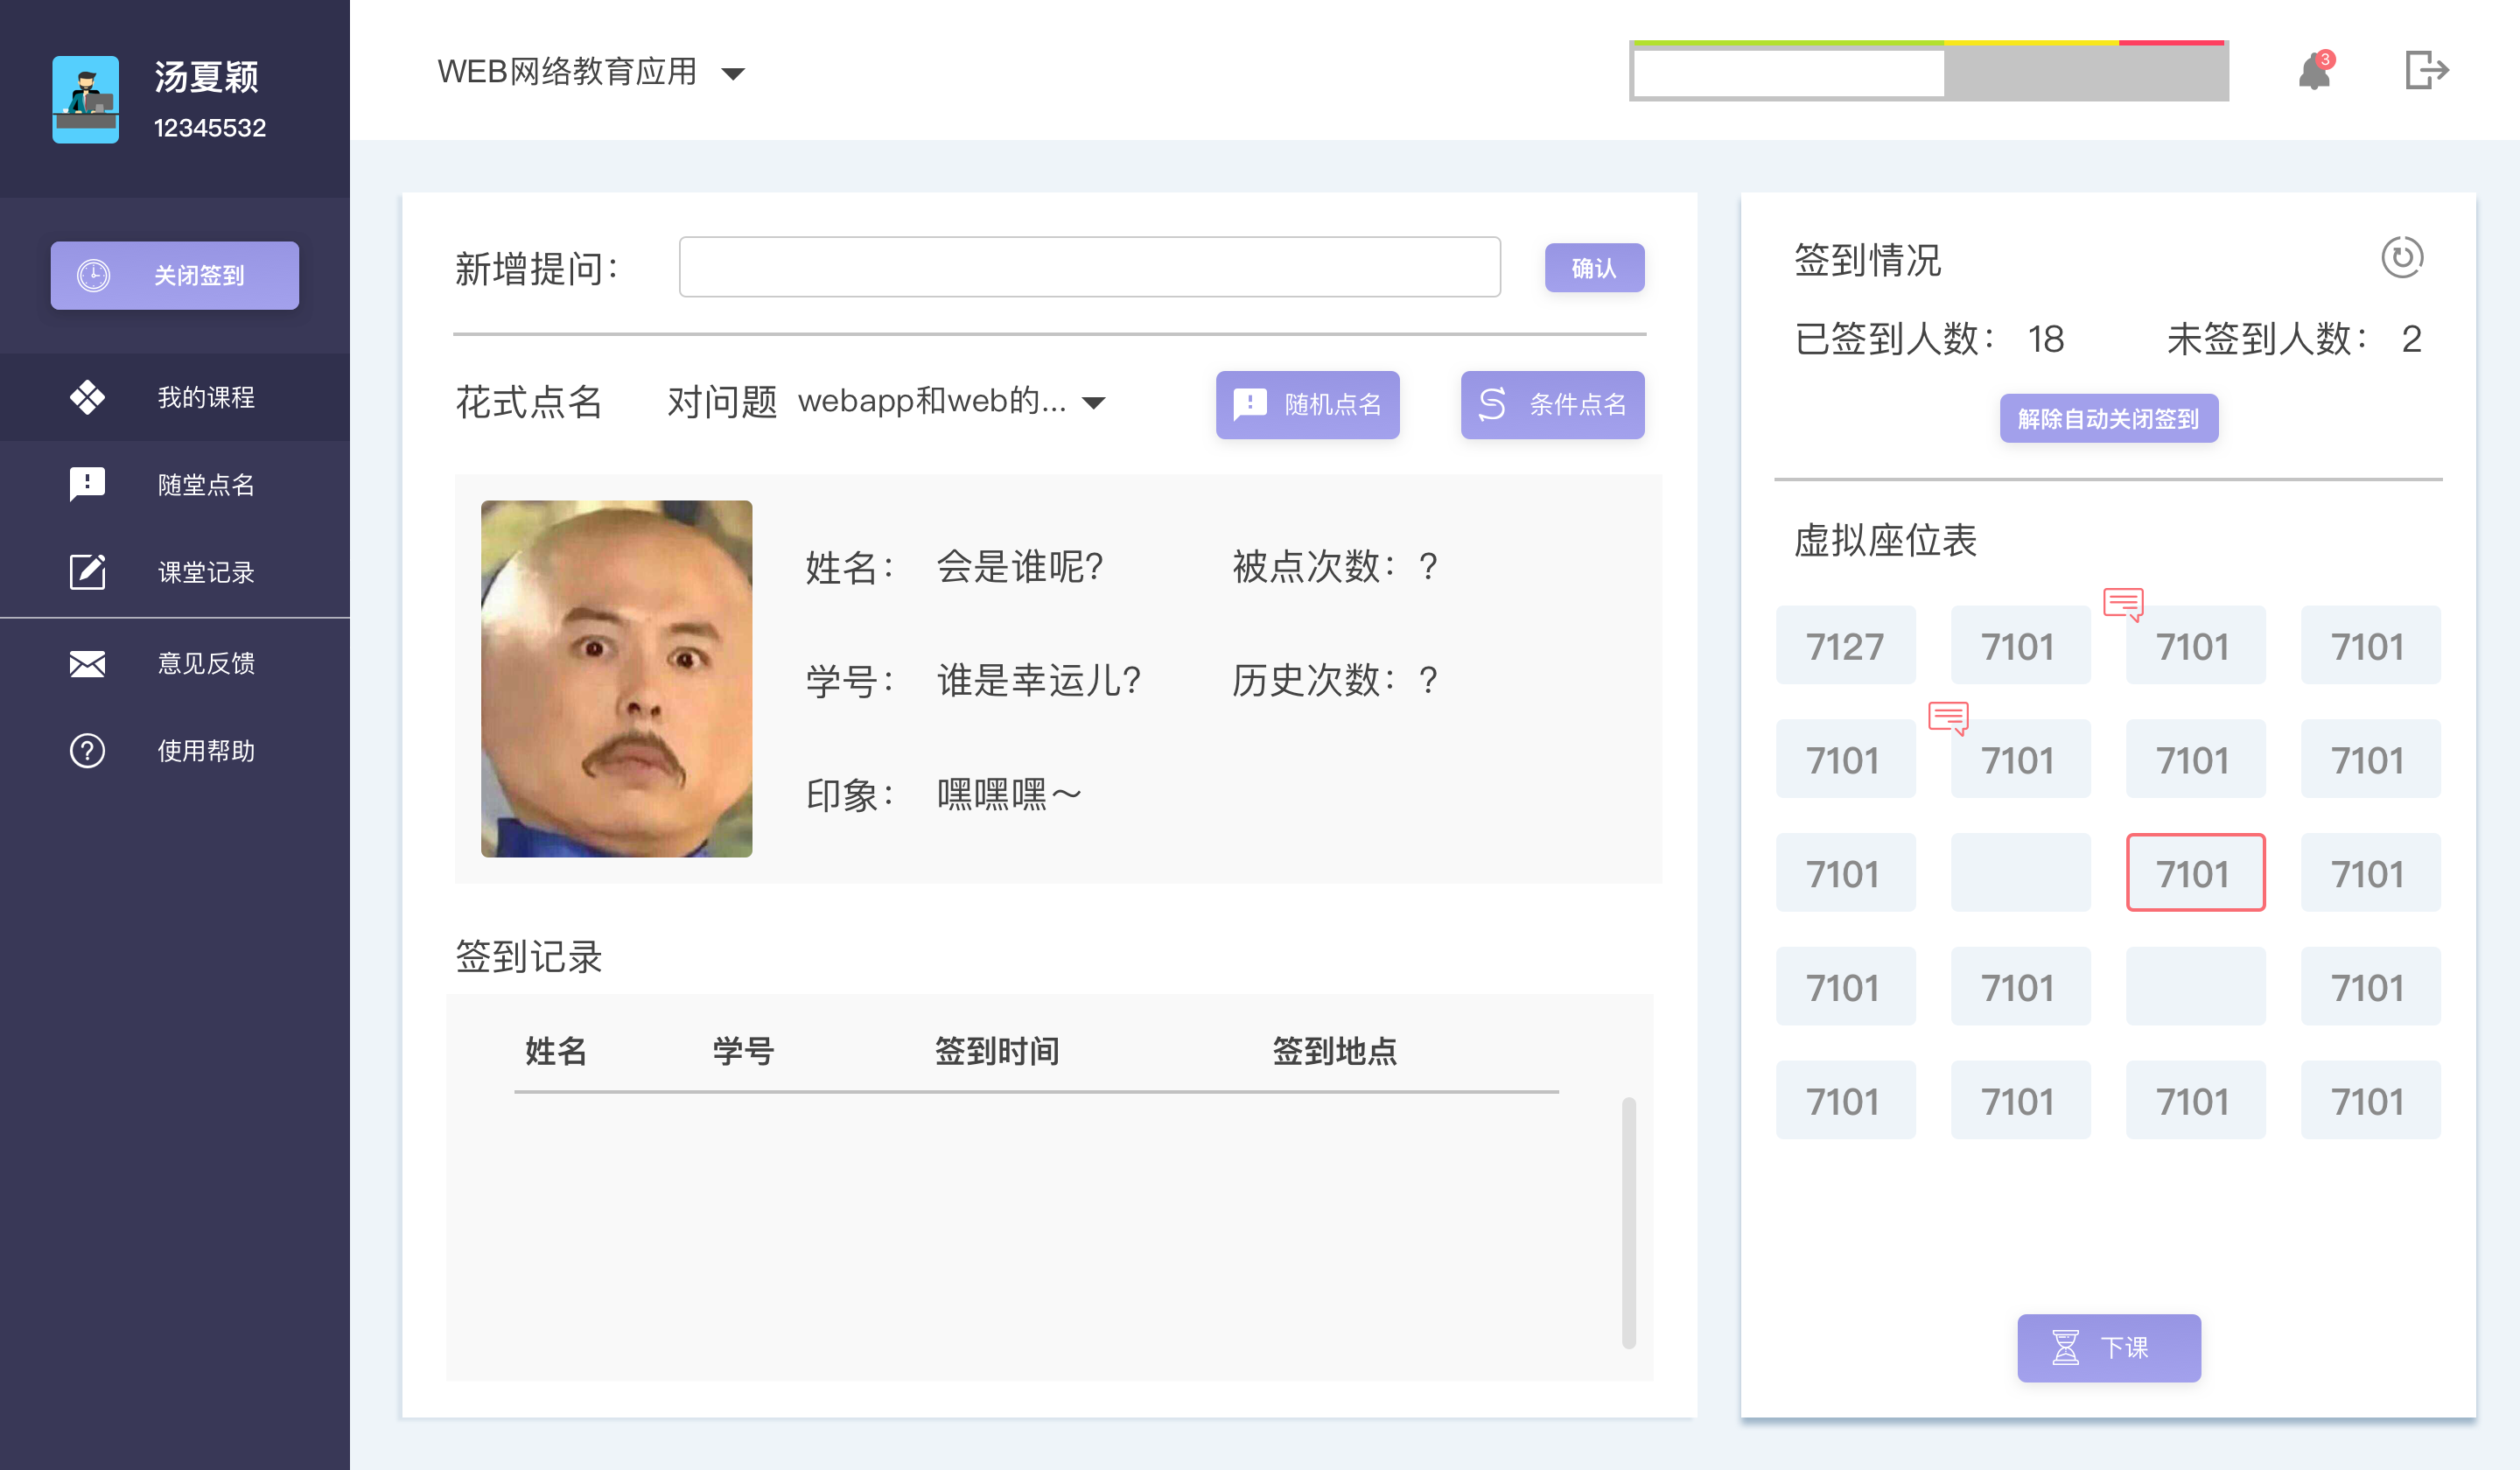 汤夏颖
12345532
关闭签到
我的课程
随堂点名
课堂记录
意见反馈
使用帮助
WEB网络教育应用
3
新增提问：
确认
花式点名 对问题 webapp和web的... 随机点名 条件点名
姓名： 会是谁呢？ 被点次数：？
学号： 谁是幸运儿？ 历史次数：？
印象： 嘿嘿嘿～
签到记录
姓名 学号 签到时间 签到地点
签到情况
已签到人数： 18 未签到人数： 2
解除自动关闭签到
虚拟座位表
7127 7101 7101 7101
7101 7101 7101 7101
7101 7101 7101
7101 7101 7101
7101 7101 7101 7101
下课